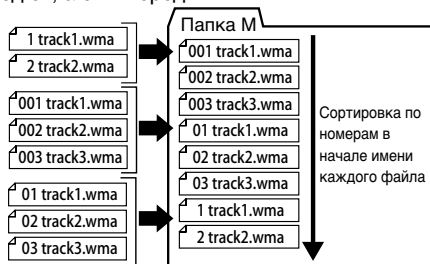 1 track1.wma
2 track2.wma
001 track1.wma
002 track2.wma
003 track3.wma
01 track1.wma
02 track2.wma
03 track3.wma
Папка М
001 track1.wma
002 track2.wma
003 track3.wma
01 track1.wma
02 track2.wma
03 track3.wma
1 track1.wma
2 track2.wma
Сортировка по
номерам в
начале имени
каждого файла